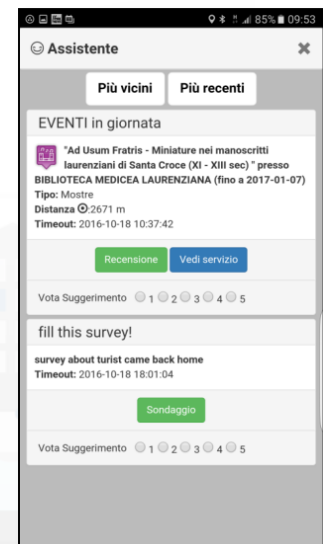 85% 09:53
Assistente
Più vicini Più recenti
EVENTI in giornata
"Ad Usum Fratris - Miniature nei manoscritti
laurenziani di Santa Croce (XI - XIII sec) " presso
BIBLIOTECA MEDICEA LAURENZIANA (fino a 2017-01-07)
Tipo: Mostre
Distanza :2671 m
Timeout: 2016-10-18 10:37:42
Recensione Vedi servizio
Vota Suggerimento 1 2 3 4 5
fill this survey!
survey about turist came back home
Timeout: 2016-10-18 18:01:04
Sondaggio
Vota Suggerimento 1 2 3 4 5